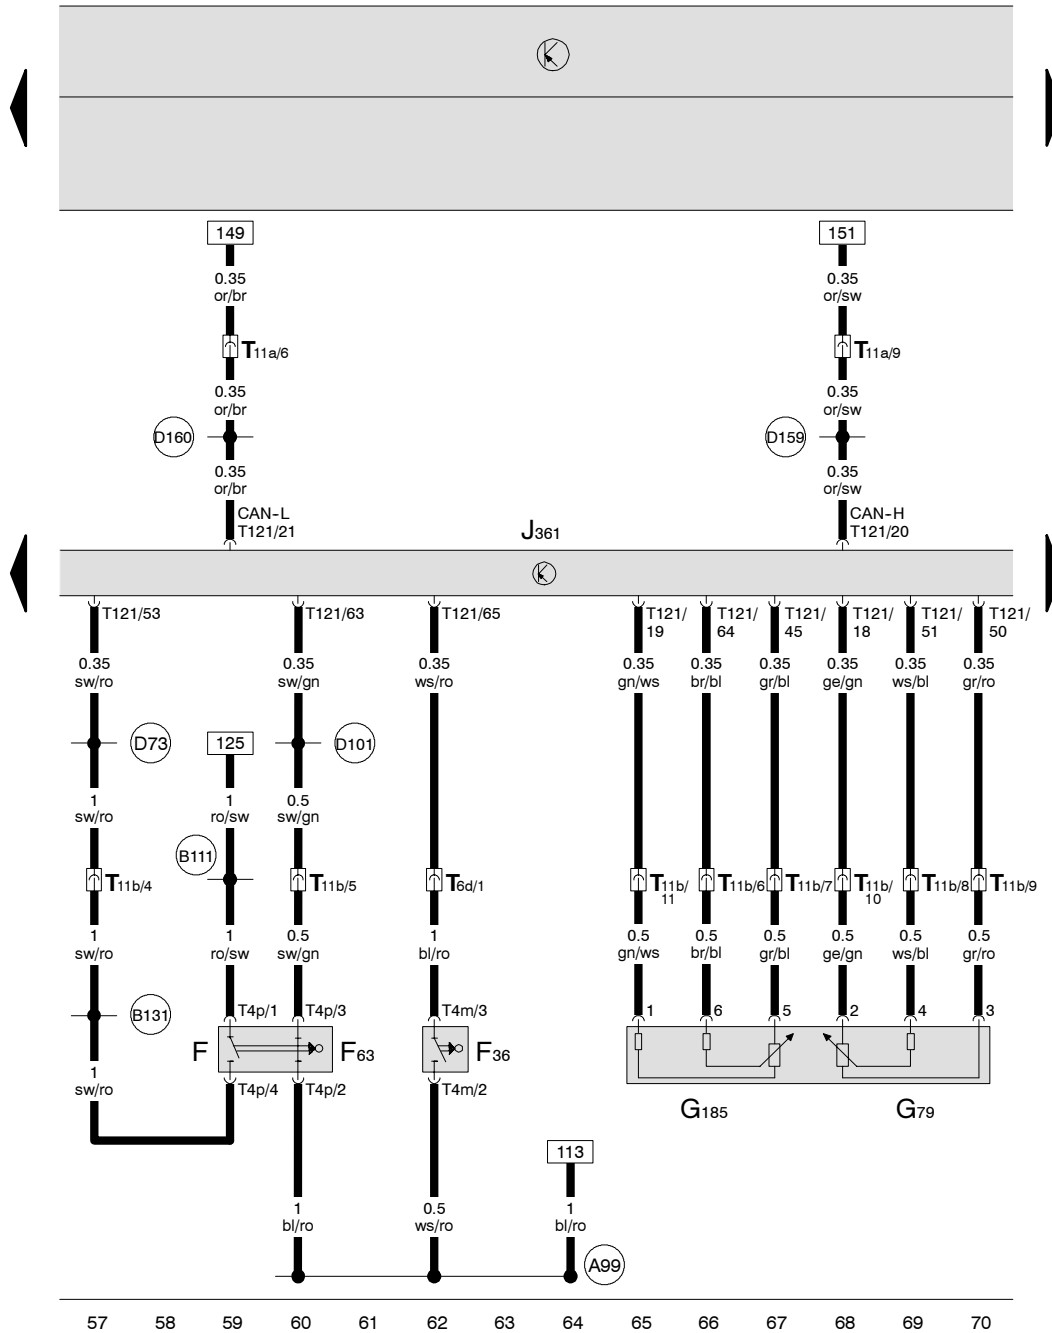 149 151
0.35 0.35
or/br or/sw
T11a/6 T11a/9
0.35 0.35
or/br or/sw
D160 D159
0.35 0.35
or/br or/sw
CAN-L CAN-H
T121/21 J361 T121/20
T121/53 T121/63 T121/65 T121/ T121/ T121/ T121/ T121/ T121/
19 64 45 18 51 50
0.35 0.35 0.35 0.35 0.35 0.35 0.35 0.35 0.35
sw/ro sw/gn ws/ro gn/ws br/bl gr/bl ge/gn ws/bl gr/ro
D73 125 D101
1 1 0.5
sw/ro ro/sw sw/gn
B111
T11b/4 T11b/5 T6d/1 T11b/ T11b/6 T11b/7 T11b/ T11b/8 T11b/9
11 10
1 1 0.5 1 0.5 0.5 0.5 0.5 0.5 0.5
sw/ro ro/sw sw/gn bl/ro gn/ws br/bl gr/bl ge/gn ws/bl gr/ro
B131 T4p/1 T4p/3 T4m/3 1 6 5 2 4 3
F F63 F36
1 T4p/4 T4p/2 T4m/2
sw/ro
G185 G79
113
1 0.5 1
bl/ro ws/ro bl/ro
A99
57 58 59 60 61 62 63 64 65 66 67 68 69 70